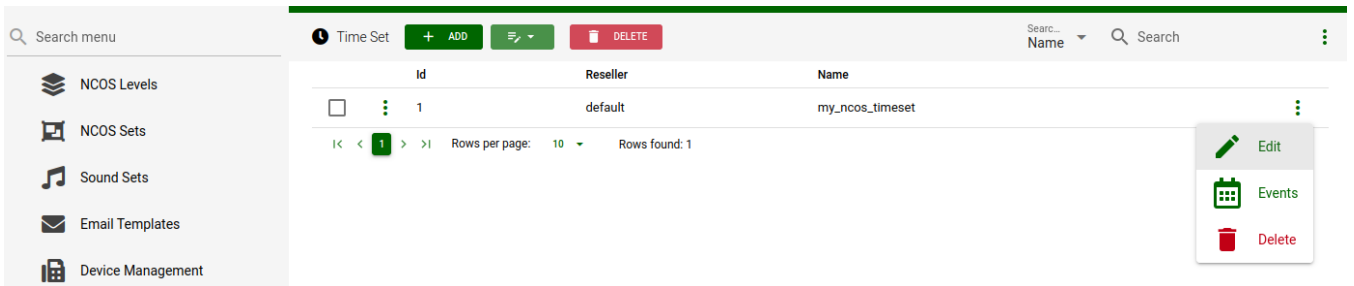 Search menu
NCOS Levels
NCOS Sets
Sound Sets
Email Templates
Device Management
Time Set
ADD
DELETE
Searc...
Name
Search
Id Reseller Name
1 default my_ncos_timeset
1 Rows per page: 10 Rows found: 1
Edit
Events
Delete